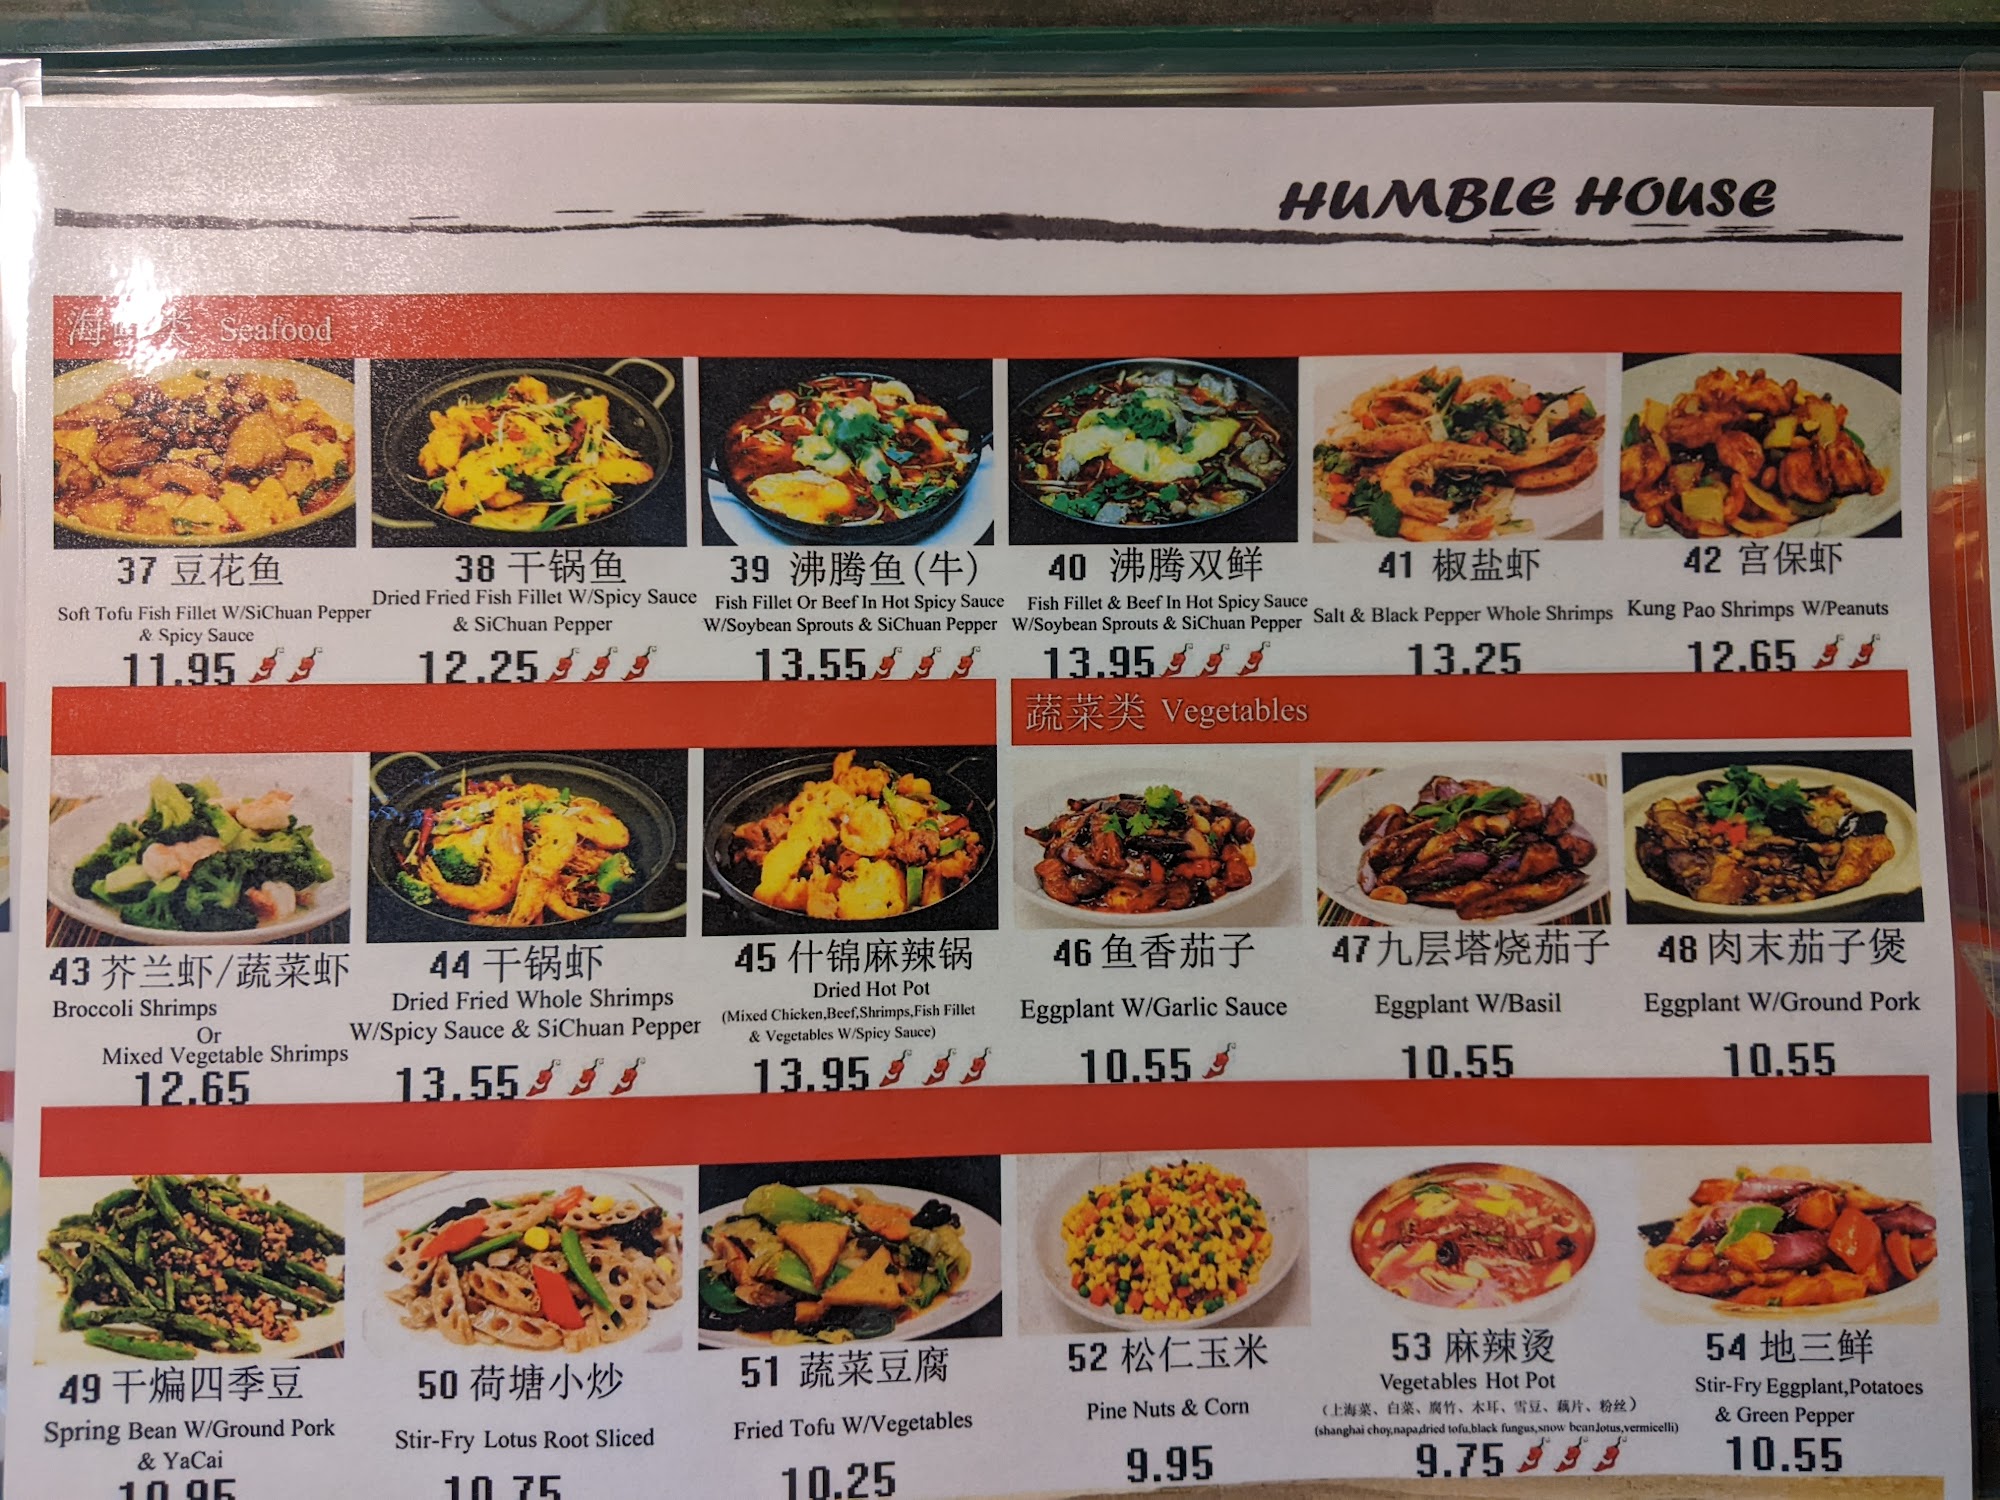 HUMBLE HOUSE
海鲜类 Seafood
37 豆花鱼
Soft Tofu Fish Fillet W/SiChuan Pepper
& Spicy Sauce
11.95
38 干锅鱼
Dried Fried Fish Fillet W/Spicy Sauce
& SiChuan Pepper
12.25
39 沸腾鱼(牛)
Fish Fillet Or Beef In Hot Spicy Sauce
W/Soybean Sprouts & SiChuan Pepper
13.55
40 沸腾双鲜
Fish Fillet & Beef In Hot Spicy Sauce
W/Soybean Sprouts & SiChuan Pepper
13.95
41 椒盐虾
Salt & Black Pepper Whole Shrimps
13.25
42 宫保虾
Kung Pao Shrimps W/Peanuts
12.65
43 芥兰虾/蔬菜虾
Broccoli Shrimps
Or
Mixed Vegetable Shrimps
12.65
44 干锅虾
Dried Fried Whole Shrimps
W/Spicy Sauce & SiChuan Pepper
13.55
45 什锦麻辣锅
Dried Hot Pot
(Mixed Chicken,Beef,Shrimps,Fish Fillet
& Vegetables W/Spicy Sauce)
13.95
蔬菜类 Vegetables
46 鱼香茄子
Eggplant W/Garlic Sauce
10.55
47 九层塔烧茄子
Eggplant W/Basil
10.55
48 肉末茄子煲
Eggplant W/Ground Pork
10.55
49 干煸四季豆
Spring Bean W/Ground Pork
& YaCai
10.95
50 荷塘小炒
Stir-Fry Lotus Root Sliced
10.75
51 蔬菜豆腐
Fried Tofu W/Vegetables
10.25
52 松仁玉米
Pine Nuts & Corn
9.95
53 麻辣烫
Vegetables Hot Pot
(上海菜、白菜、腐竹、木耳、雪豆、藕片、粉丝)
(shanghai choy,napa,dried tofu,black fungus,snow bean,lotus,vermicelli)
9.75
54 地三鲜
Stir-Fry Eggplant,Potatoes
& Green Pepper
10.55